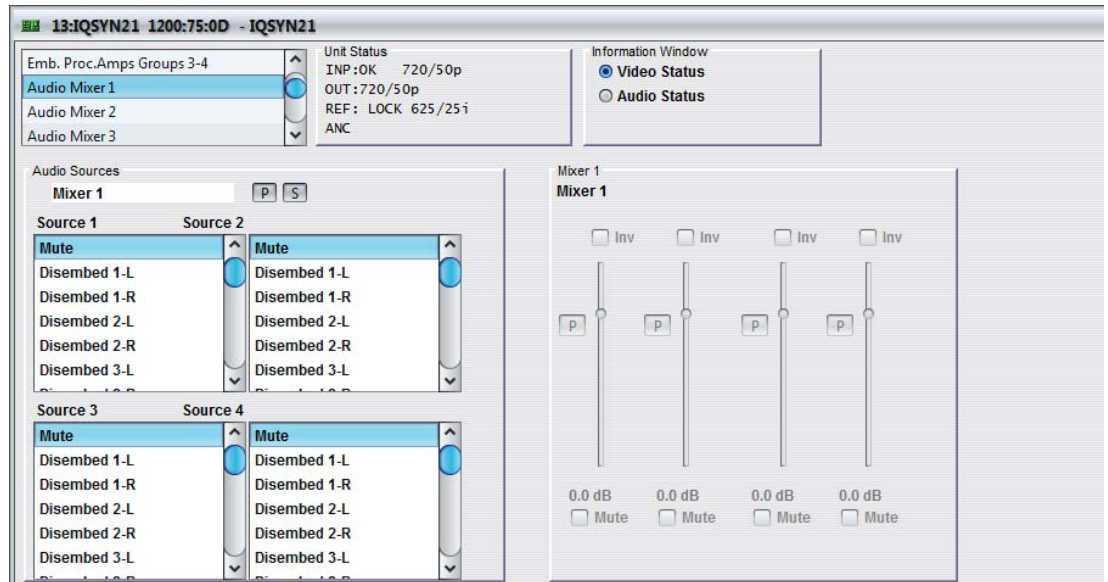 13:IQSYN21 1200:75:0D - IQSYN21
Emb. Proc.Amps Groups 3-4
Audio Mixer 1
Audio Mixer 2
Audio Mixer 3
Unit Status
INP:OK 720/50p
OUT:720/50p
REF: LOCK 625/25i
ANC
Information Window
Video Status
Audio Status
Audio Sources
Mixer 1 P S
Source 1 Source 2
Mute Mute
Disembed 1-L Disembed 1-L
Disembed 1-R Disembed 1-R
Disembed 2-L Disembed 2-L
Disembed 2-R Disembed 2-R
Disembed 3-L Disembed 3-L
Source 3 Source 4
Mute Mute
Disembed 1-L Disembed 1-L
Disembed 1-R Disembed 1-R
Disembed 2-L Disembed 2-L
Disembed 2-R Disembed 2-R
Disembed 3-L Disembed 3-L
Mixer 1
Mixer 1
Inv Inv Inv Inv
P P P P
0.0 dB 0.0 dB 0.0 dB 0.0 dB
Mute Mute Mute Mute